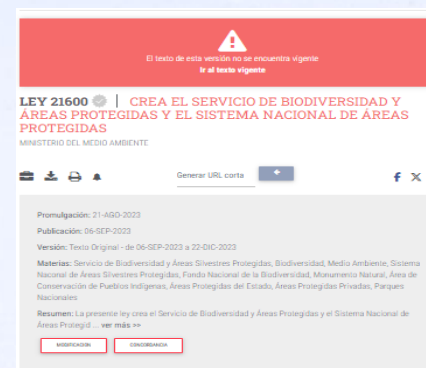 El texto de esta versión no se encuentra vigente
Ir al texto vigente
LEY 21600 | CREA EL SERVICIO DE BIODIVERSIDAD Y
ÁREAS PROTEGIDAS Y EL SISTEMA NACIONAL DE ÁREAS
PROTEGIDAS
MINISTERIO DEL MEDIO AMBIENTE
Generar URL corta
Promulgación: 21-AGO-2023
Publicación: 06-SEP-2023
Versión: Texto Original - de 06-SEP-2023 a 22-DIC-2023
Materias: Servicio de Biodiversidad y Áreas Silvestres Protegidas, Biodiversidad, Medio Ambiente, Sistema
Naconal de Áreas Silvestres Protegidas, Fondo Nacional de la Biodiversidad, Monumento Natural, Área de
Conservación de Pueblos Indígenas, Áreas Protegidas del Estado, Áreas Protegidas Privadas, Parques
Nacionales
Resumen: La presente ley crea el Servicio de Biodiversidad y Áreas Protegidas y el Sistema Nacional de
Áreas Protegid ... ver más >>
MODIFICACIÓN CONCORDANCIA